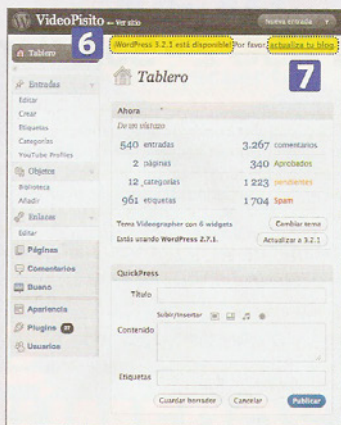 VideoPisito ← Ver sitio
Nueva entrada
6
WordPress 3.2.1 está disponible! Por favor, actualiza tu blog.
7
Tablero
Entradas
Editar
Crear
Etiquetas
Categorías
YouTube Profiles
Objetos
Biblioteca
Añadir
Enlaces
Editar
Páginas
Comentarios
Bueno
Apariencia
Plugins
Usuarios
Tablero
Ahora
De un vistazo
540 entradas
3.267 comentarios
2 páginas
340 Aprobados
12 categorías
1 223 pendientes
961 etiquetas
1 704 Spam
Tema Videographer con 6 widgets
Cambiar tema
Estás usando WordPress 2.7.1.
Actualizar a 3.2.1
QuickPress
Título
Subir/Insertar
Contenido
Etiquetas
Guardar borrador
Cancelar
Publicar